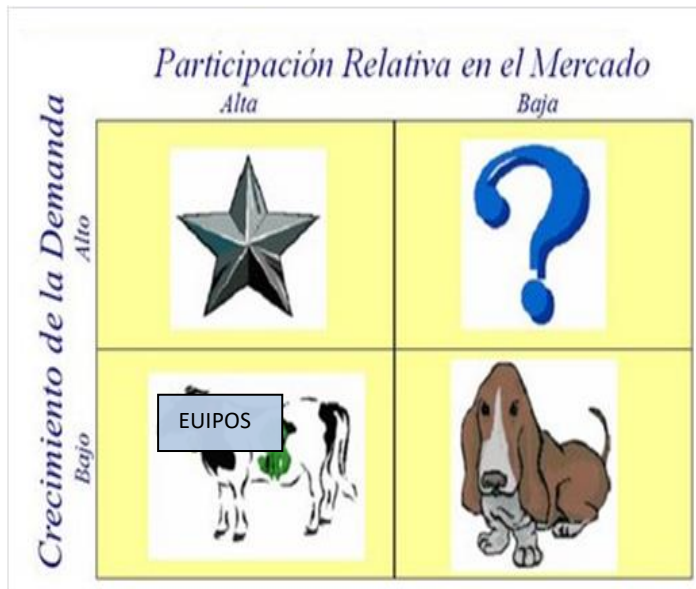 Participación Relativa en el Mercado
Alta
Baja
Crecimiento de la Demanda
Alto
Bajo
EUIPOS